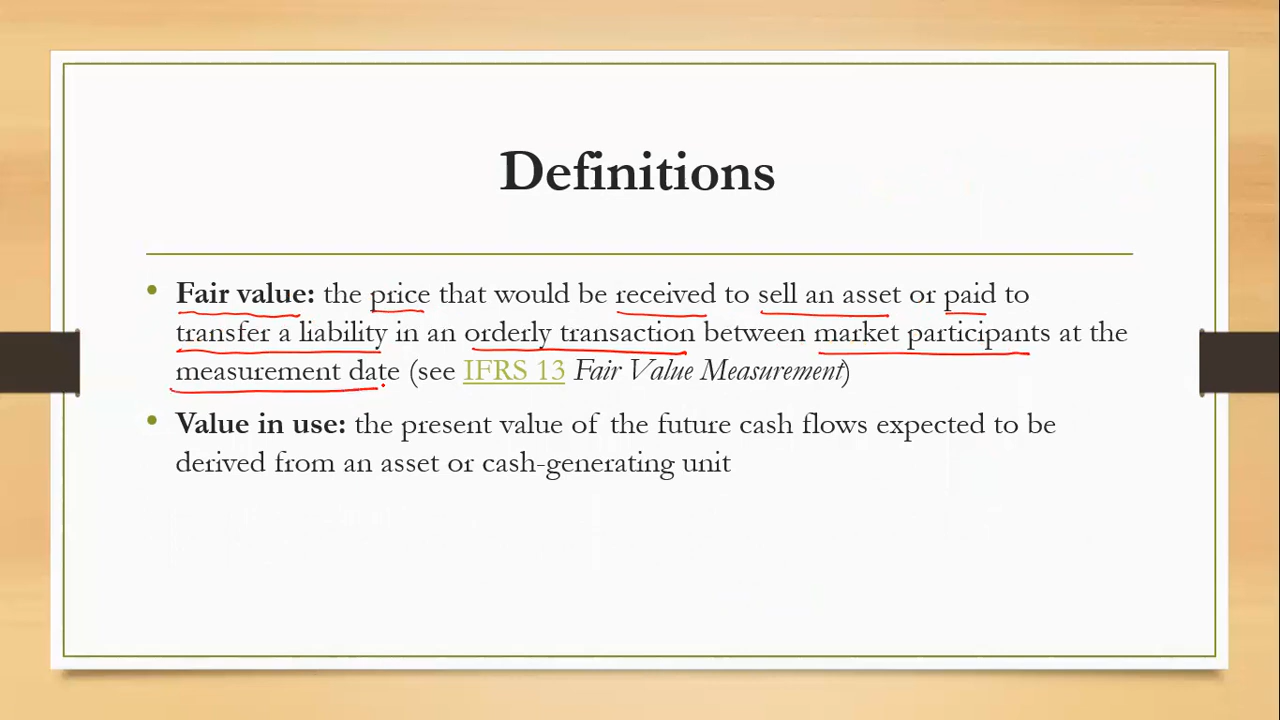 Definitions
• Fair value: the price that would be received to sell an asset or paid to
transfer a liability in an orderly transaction between market participants at the
measurement date (see IFRS 13 Fair Value Measurement)
• Value in use: the present value of the future cash flows expected to be
derived from an asset or cash-generating unit